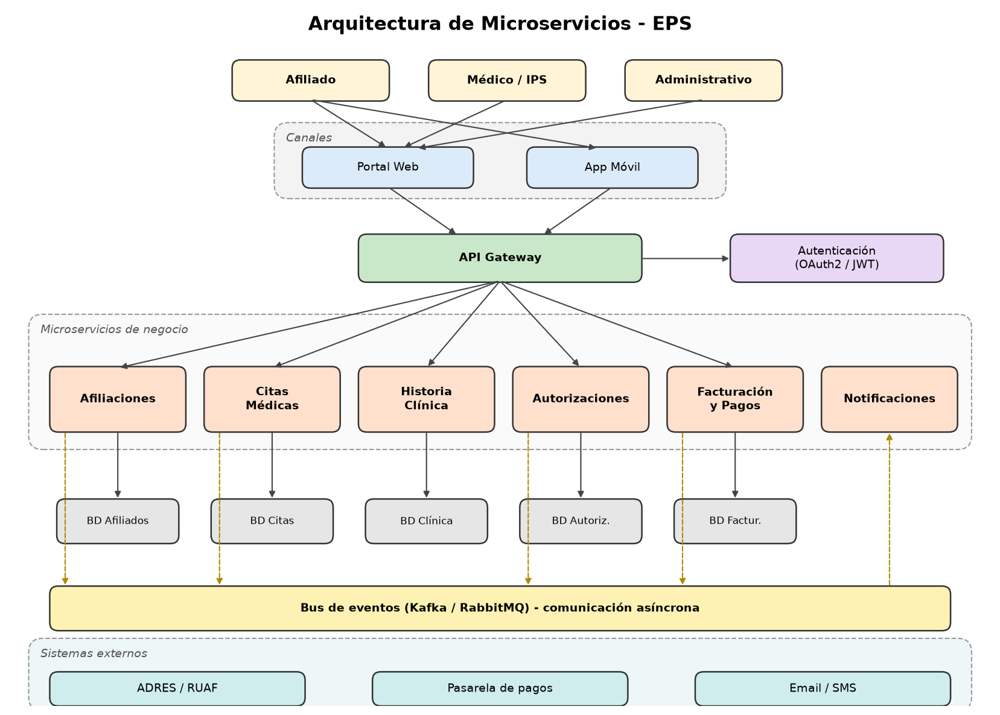 Arquitectura de Microservicios - EPS
Afiliado
Médico / IPS
Administrativo
Canales
Portal Web
App Móvil
API Gateway
Autenticación
(OAuth2 / JWT)
Microservicios de negocio
Afiliaciones
Citas
Médicas
Historia
Clínica
Autorizaciones
Facturación
y Pagos
Notificaciones
BD Afiliados
BD Citas
BD Clínica
BD Autoriz.
BD Factur.
Bus de eventos (Kafka / RabbitMQ) - comunicación asíncrona
Sistemas externos
ADRES / RUAF
Pasarela de pagos
Email / SMS